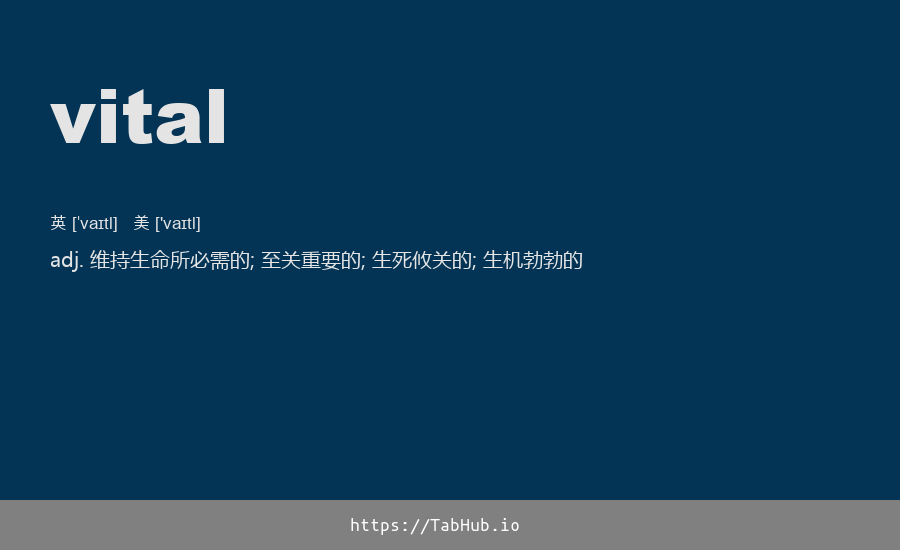 vital
英 [ˈvaɪtl] 美 ['vaɪtl]
adj. 维持生命所必需的; 至关重要的; 生死攸关的; 生机勃勃的
https://TabHub.io